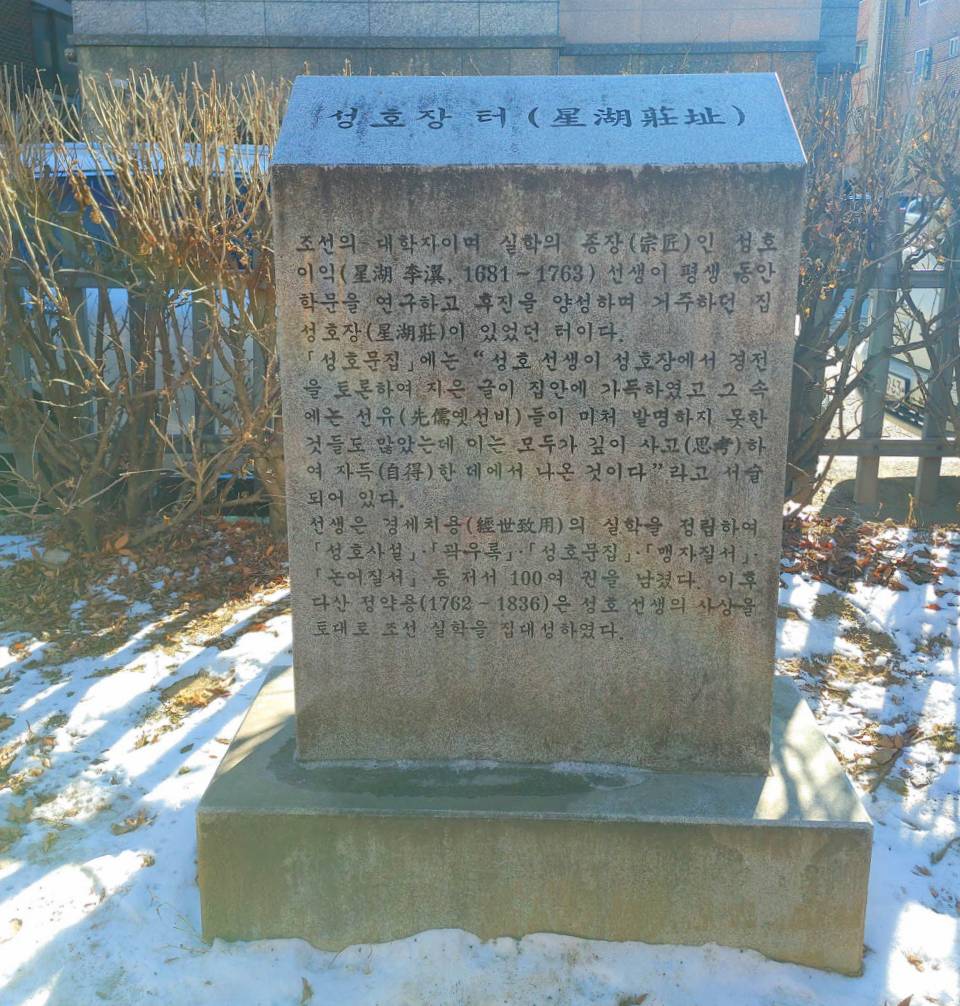 성호장 터(星湖莊址)
조선의 대학자이며 실학의 종장(宗匠)인 성호
이익(星湖 李瀷, 1681-1763) 선생이 평생 동안
학문을 연구하고 후진을 양성하며 거주하던 집
성호장(星湖莊)이 있었던 터이다.
「성호문집」에는 "성호 선생이 성호장에서 경전
을 토론하여 지은 글이 집안에 가득하였고 그 속
에는 선유(先儒옛선비)들이 미처 발명하지 못한
것들도 많았는데 이는 모두가 깊이 사고(思考)하
여 자득(自得)한 데에서 나온 것이다"라고 서술
되어 있다.
선생은 경세치용(經世致用)의 실학을 정립하여
「성호사설」·「곽우록」·「성호문집」·「맹자질서」·
「논어질서」 등 저서 100여 권을 남겼다. 이후
다산 정약용(1762-1836)은 성호 선생의 사상을
토대로 조선 실학을 집대성하였다.